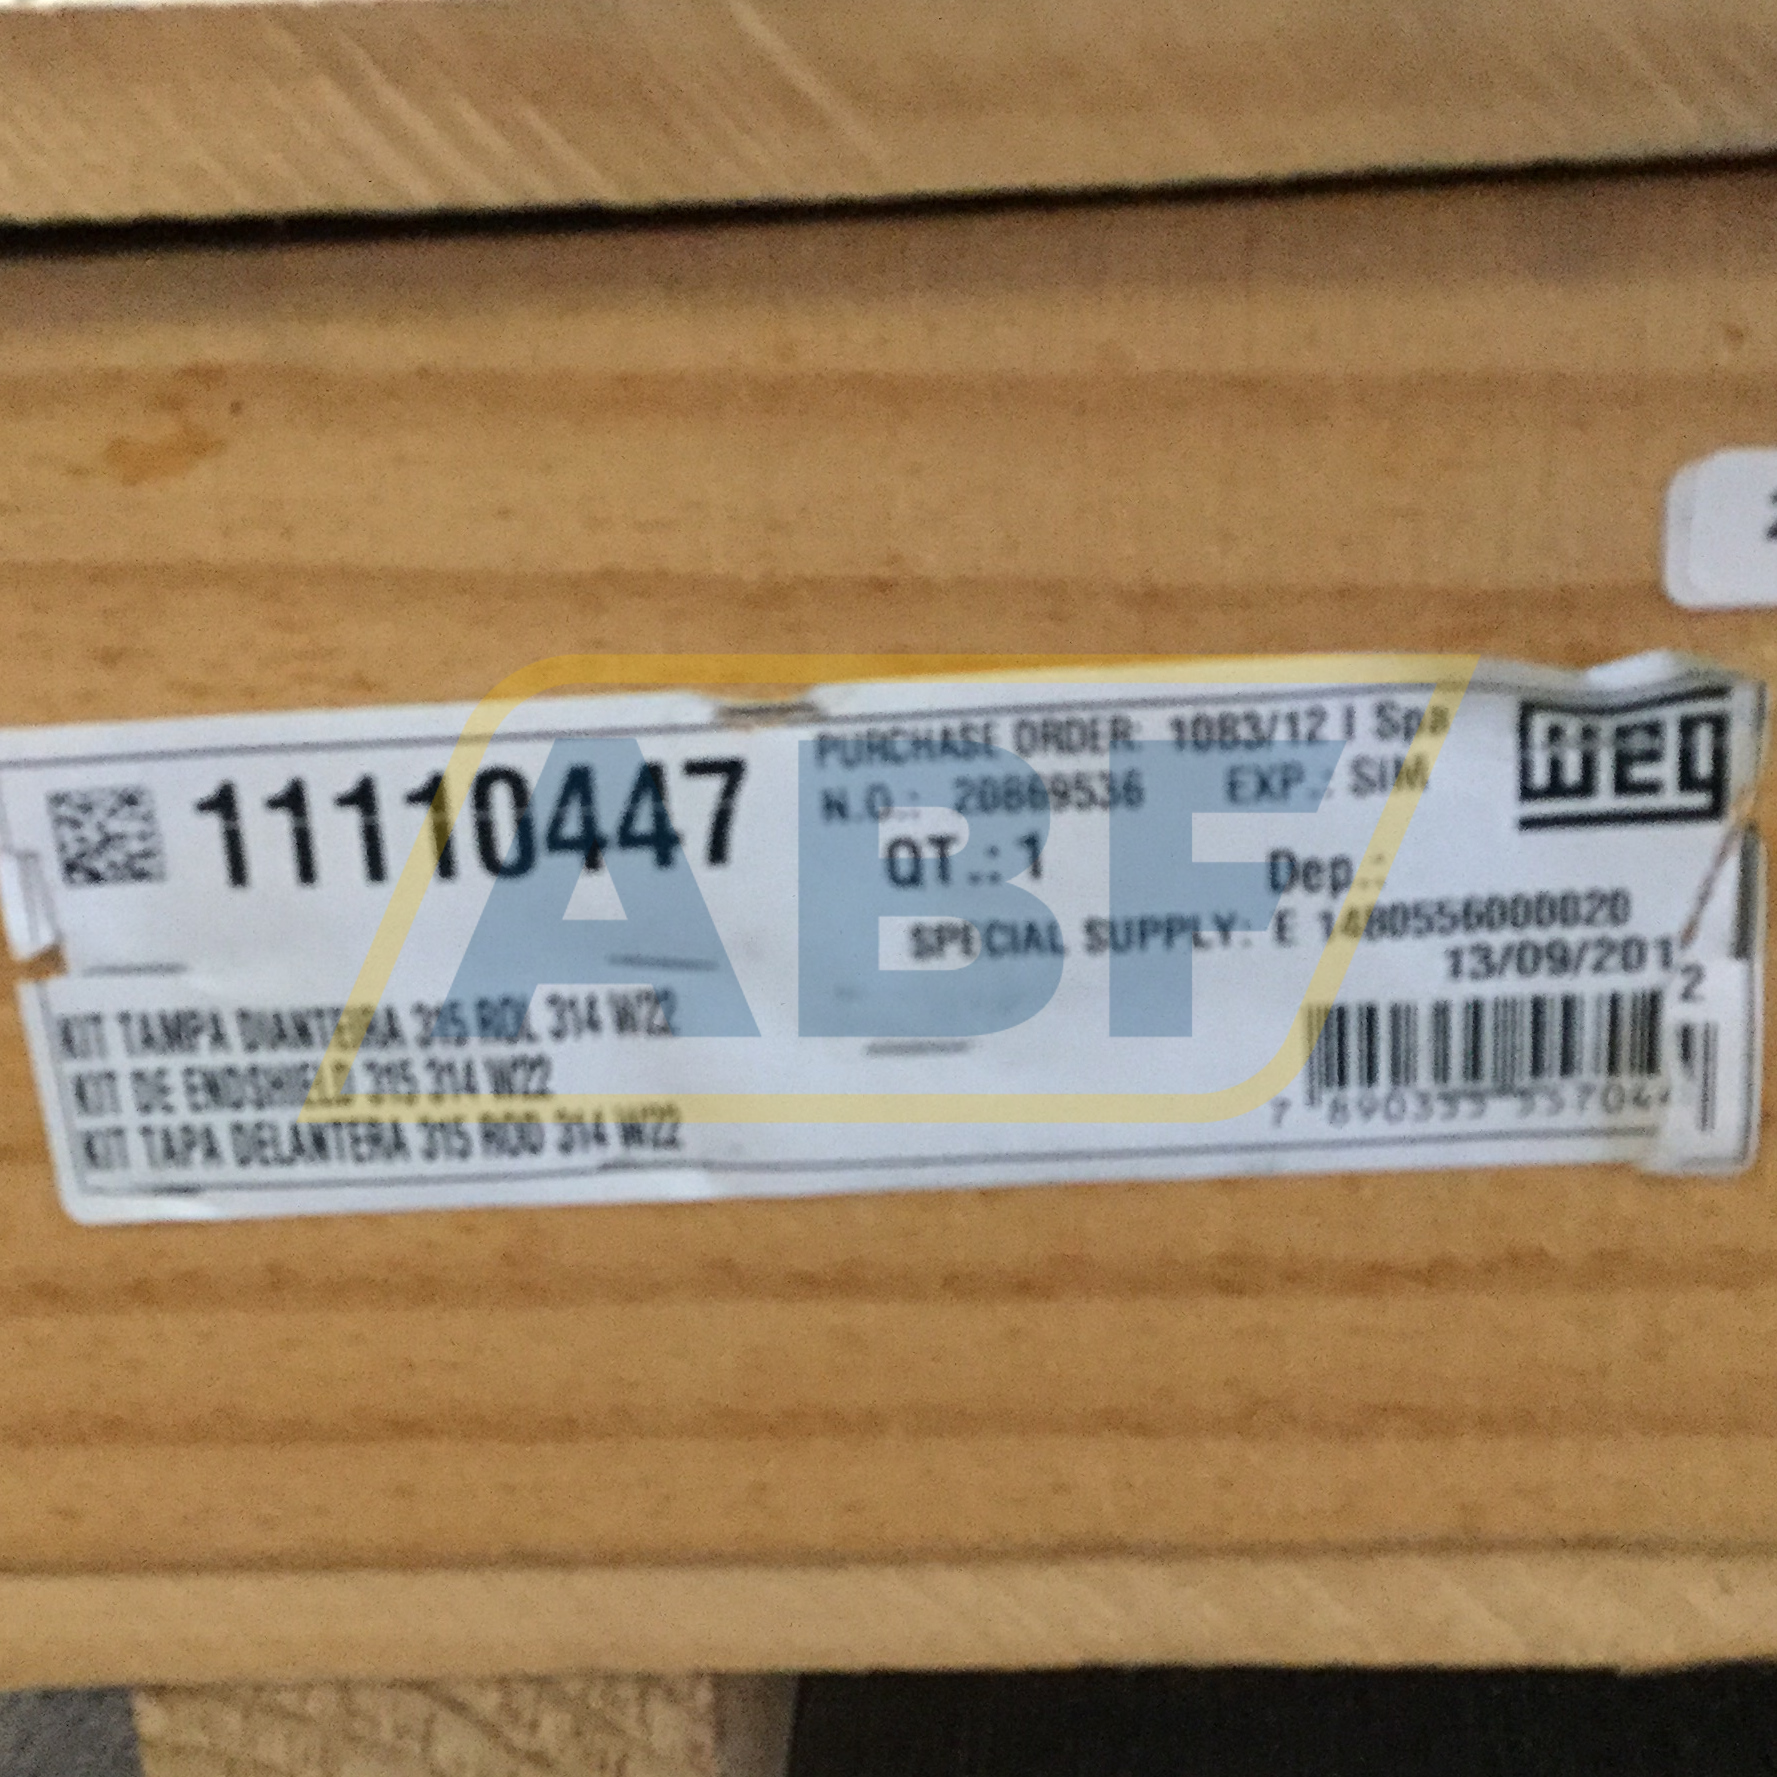 11110447
PURCHASE ORDER: 1083/12 I Spa
N.O.: 20869536 EXP.: SIM
QT.: 1 Dep.:
SPECIAL SUPPLY: E 1480556000020
13/09/2012
weg
KIT TAMPA DIANTEIRA 315 ROL 314 W22
KIT DE ENDSHIELD 315 314 W22
KIT TAPA DELANTERA 315 ROD 314 W22
ABF